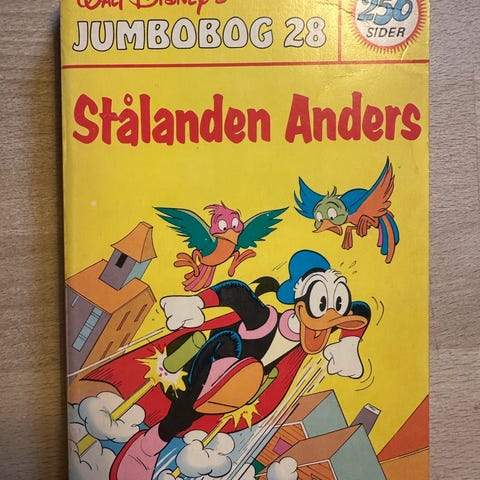 WALT DISNEY'S
JUMBOBOG 28
250
SIDER
Stålanden Anders